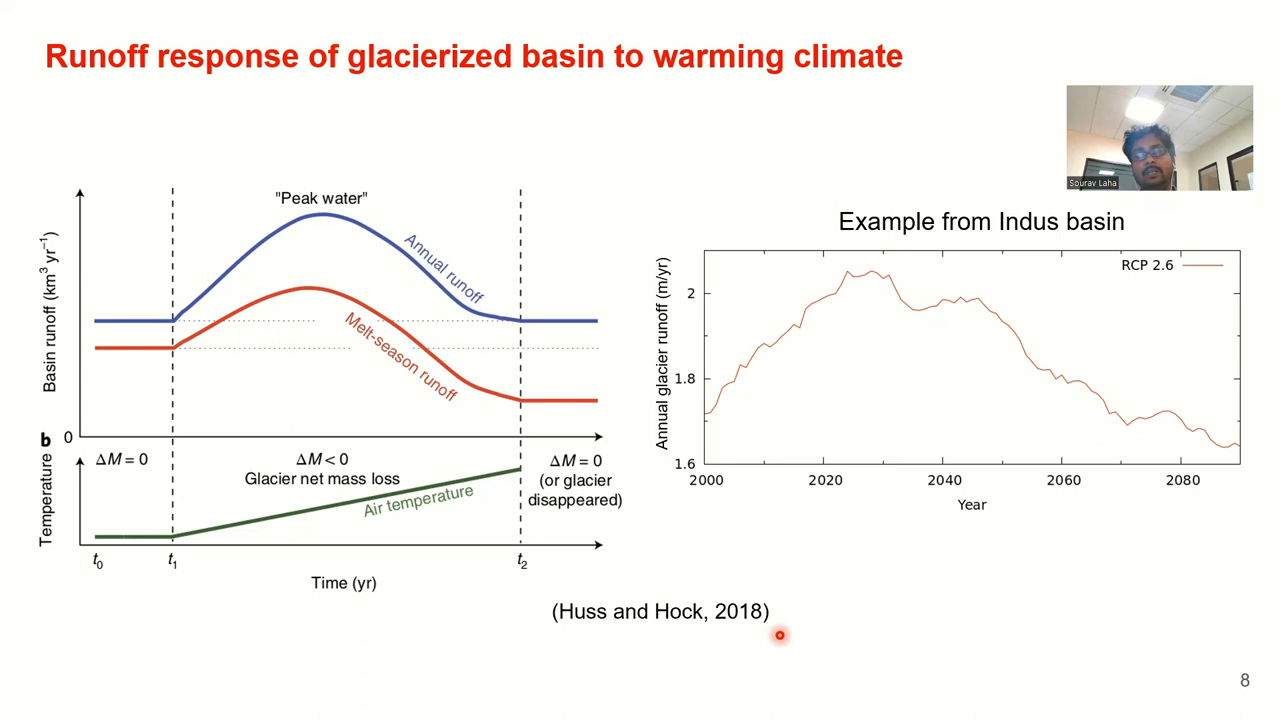 Runoff response of glacierized basin to warming climate
Sourav Laha
"Peak water"
Annual runoff
Melt-season runoff
Basin runoff (km³ yr⁻¹)
0
b
ΔM = 0
ΔM < 0
Glacier net mass loss
ΔM = 0
(or glacier
disappeared)
Air temperature
Temperature
t₀
t₁
t₂
Time (yr)
Example from Indus basin
RCP 2.6
Annual glacier runoff (m/yr)
2
1.8
1.6
2000 2020 2040 2060 2080
Year
(Huss and Hock, 2018)
8